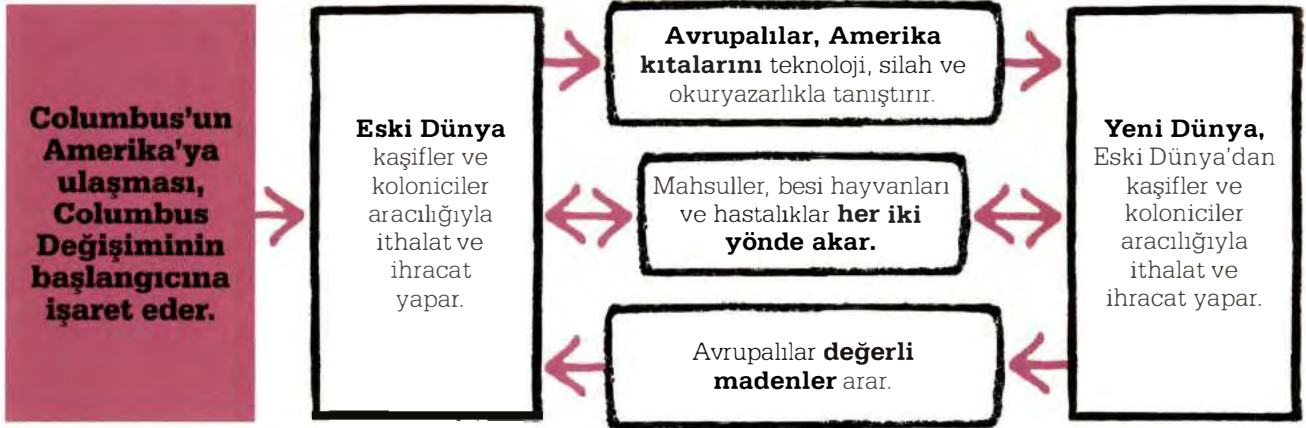 Columbus’un
Amerika’ya
ulaşması,
Columbus
Değişiminin
başlangıcına
işaret eder.
Eski Dünya
kaşifler ve
koloniciler
aracılığıyla
ithalat ve
ihracat
yapar.
Avrupalılar, Amerika
kıtalarını teknoloji, silah ve
okuryazarlıkla tanıştırır.
Mahsuller, besi hayvanları
ve hastalıklar her iki
yönde akar.
Avrupalılar değerli
madenler arar.
Yeni Dünya,
Eski Dünya’dan
kaşifler ve
koloniciler
aracılığıyla
ithalat ve
ihracat yapar.